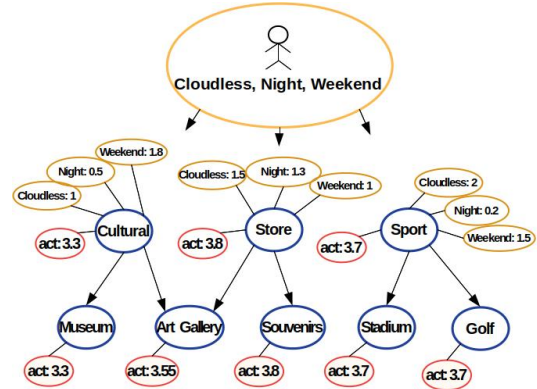 Cloudless, Night, Weekend
Weekend: 1.8
Night: 0.5
Cloudless: 1
Cloudless: 1.5
Night: 1.3
Weekend: 1
Cloudless: 2
Night: 0.2
Weekend: 1.5
act: 3.3
Cultural
act: 3.8
Store
act: 3.7
Sport
Museum
Art Gallery
Souvenirs
Stadium
Golf
act: 3.3
act: 3.55
act: 3.8
act: 3.7
act: 3.7